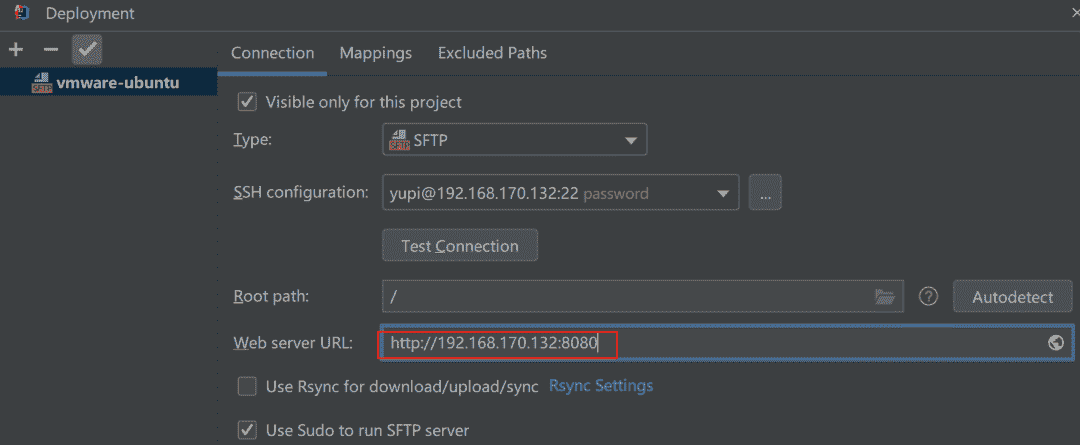 Deployment
Connection Mappings Excluded Paths
vmware-ubuntu
Visible only for this project
Type: SFTP
SSH configuration: yupi@192.168.170.132:22 password ...
Test Connection
Root path: / ? Autodetect
Web server URL: http://192.168.170.132:8080
Use Rsync for download/upload/sync Rsync Settings
Use Sudo to run SFTP server